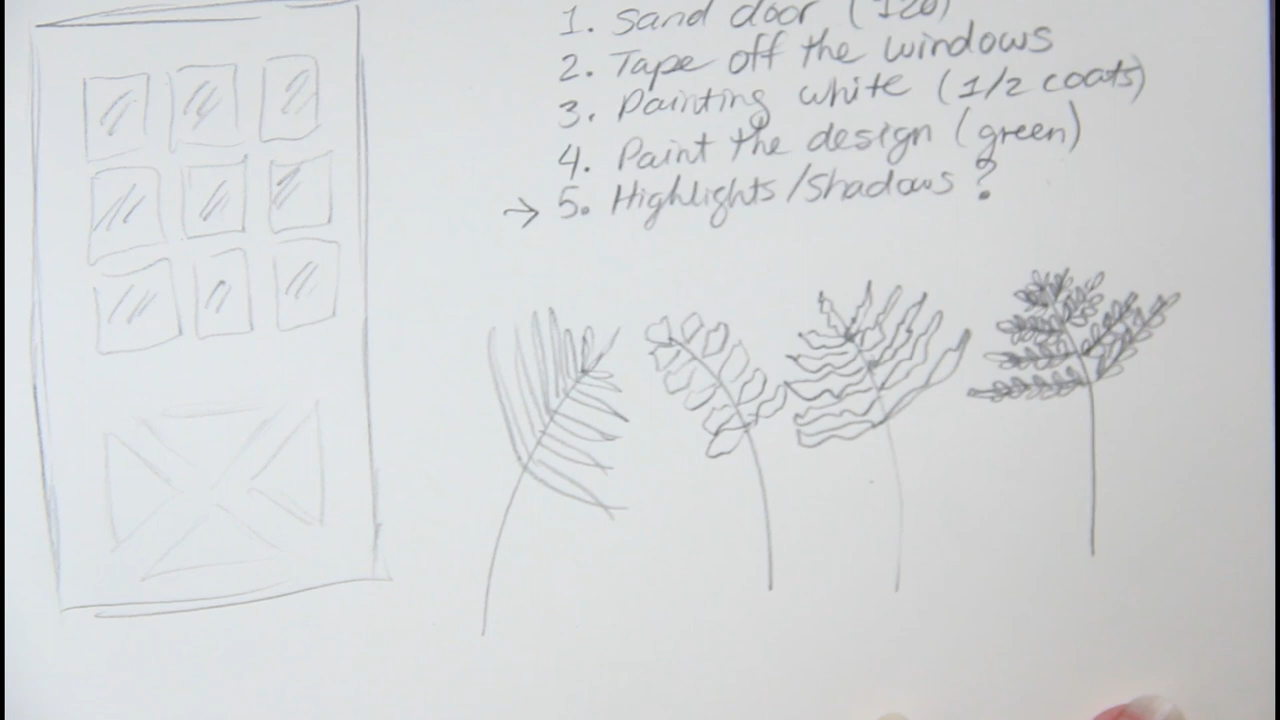 1. Sand door (120)
2. Tape off the windows
3. Painting white (1/2 coats)
4. Paint the design (green)
→ 5. Highlights/Shadows?